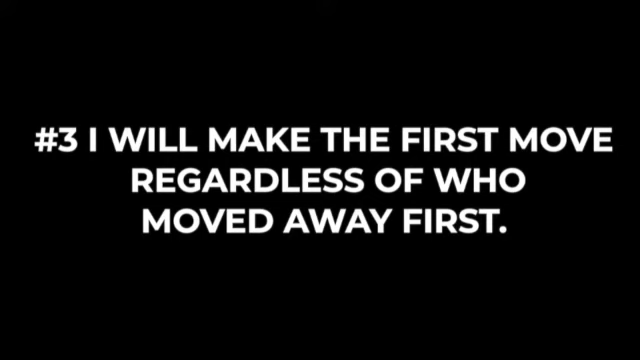 #3 I WILL MAKE THE FIRST MOVE
REGARDLESS OF WHO
MOVED AWAY FIRST.